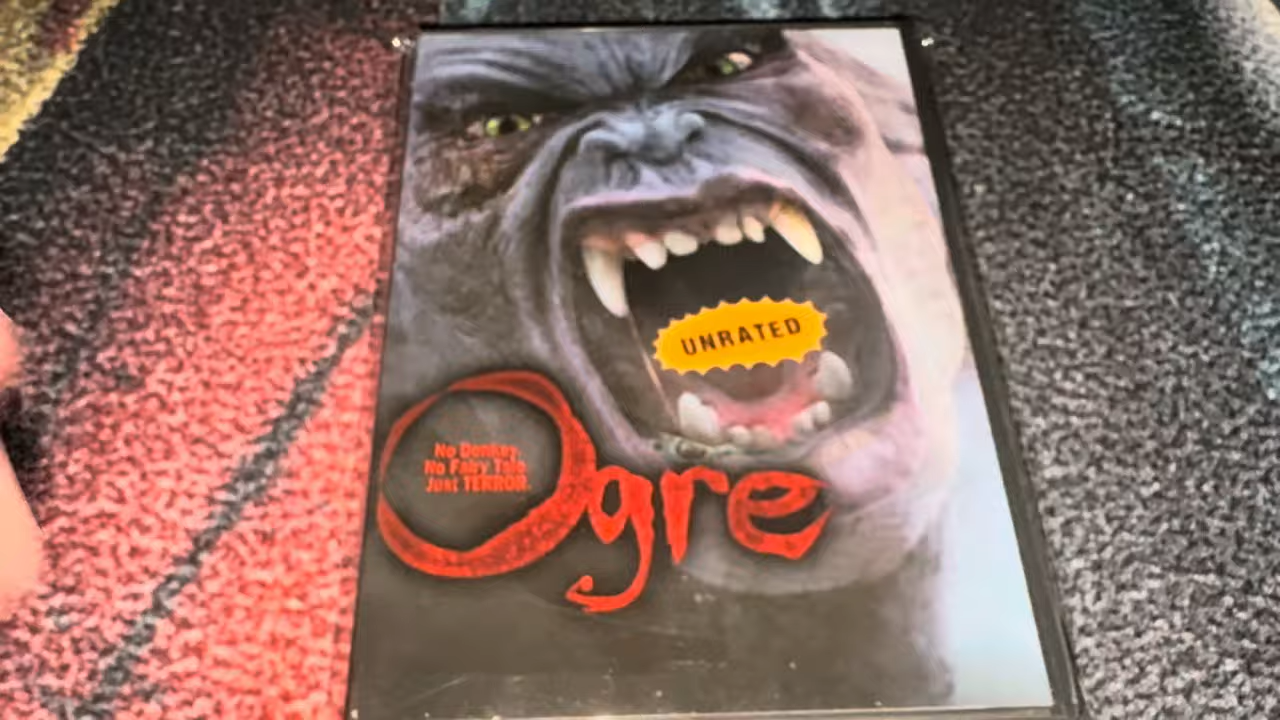 UNRATED
No Donkey.
No Fairy Tale.
Just TERROR.
Ogre